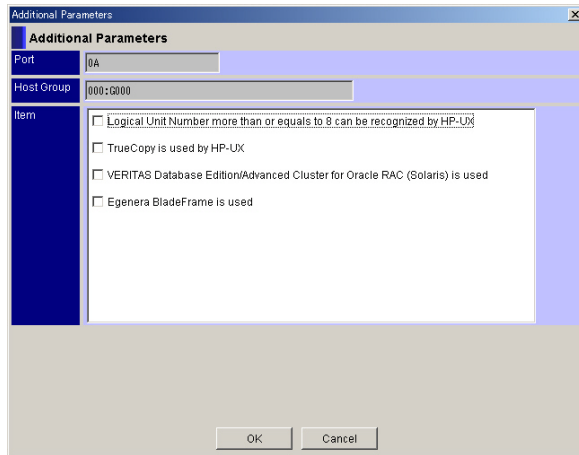 Additional Parameters
Additional Parameters
Port
0A
Host Group
000:G000
Item
Logical Unit Number more than or equals to 8 can be recognized by HP-UX
TrueCopy is used by HP-UX
VERITAS Database Edition/Advanced Cluster for Oracle RAC (Solaris) is used
Egenera BladeFrame is used
OK
Cancel